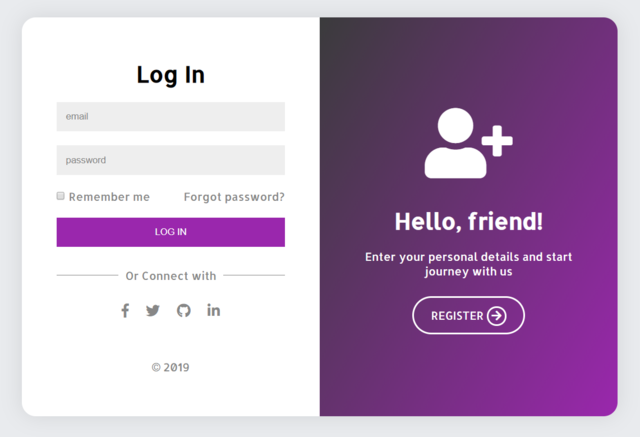 Log In
email
password
Remember me
Forgot password?
LOG IN
Or Connect with
© 2019
Hello, friend!
Enter your personal details and start
journey with us
REGISTER